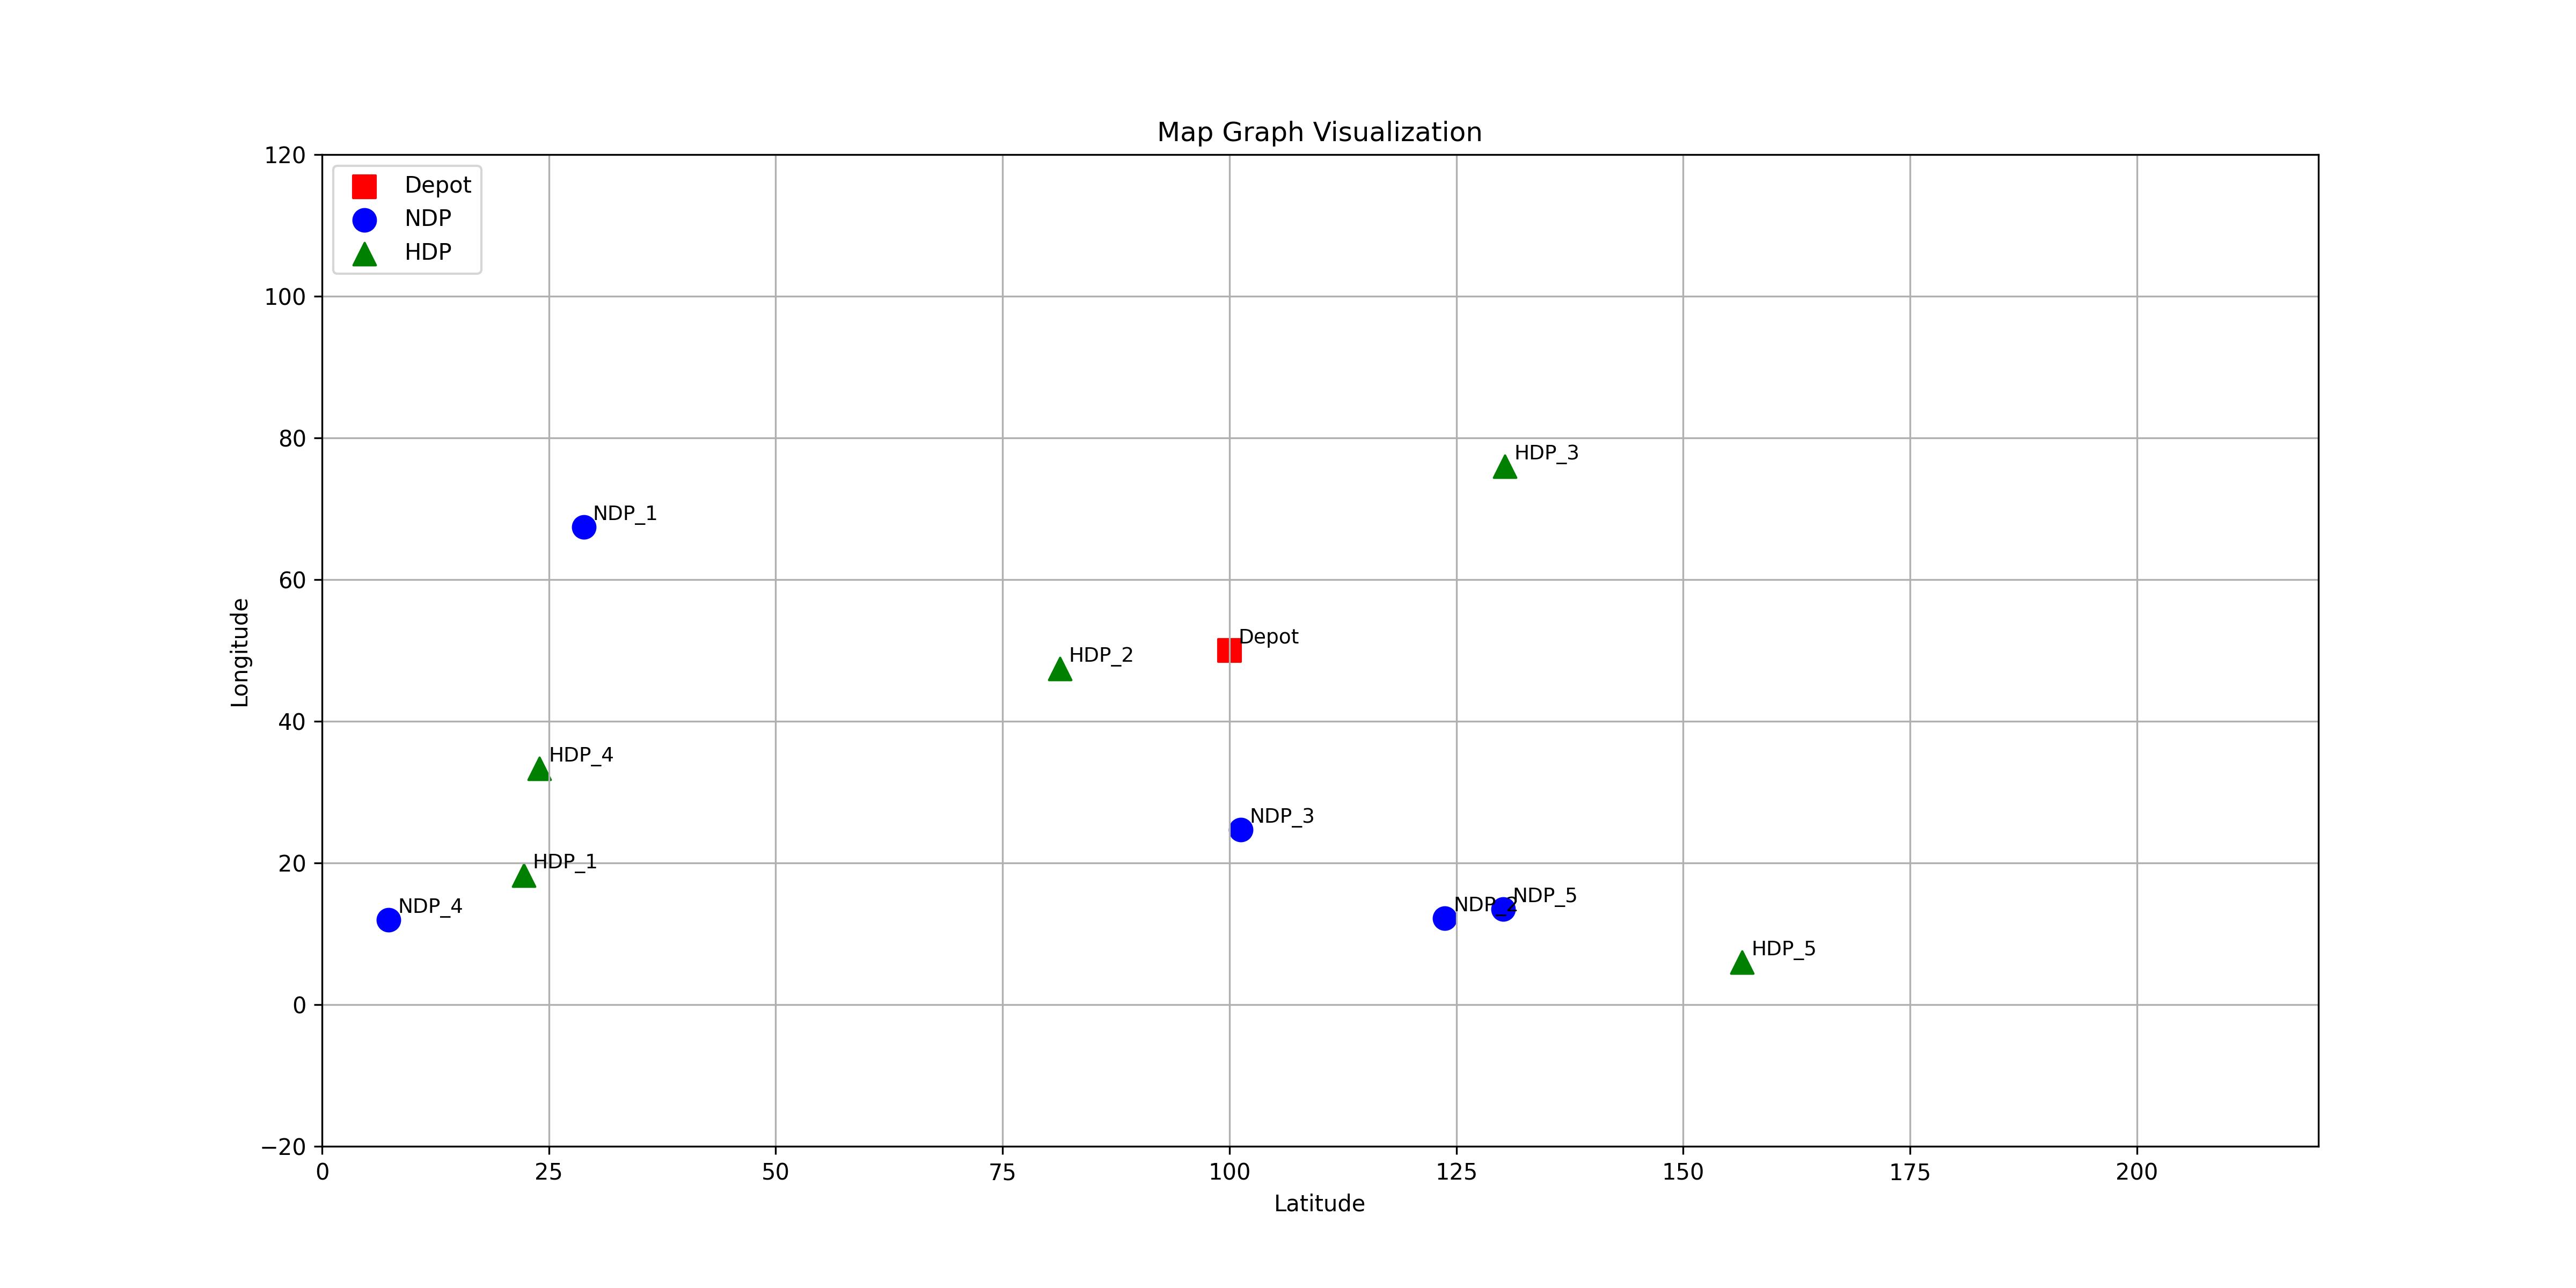 Map Graph Visualization
120
100
80
60
40
20
0
−20
Longitude
Depot
NDP
HDP
HDP_3
NDP_1
Depot
HDP_2
HDP_4
NDP_3
HDP_1
NDP_4
NDP_2
NDP_5
HDP_5
0 25 50 75 100 125 150 175 200
Latitude